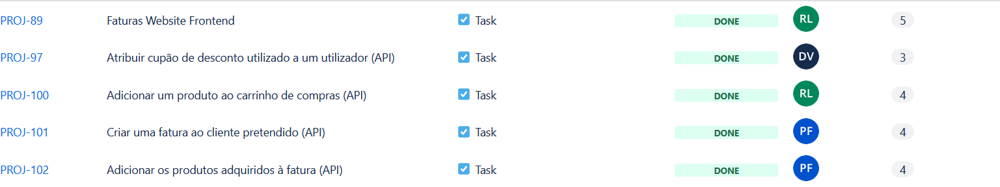 PROJ-89 Faturas Website Frontend Task DONE RL 5
PROJ-97 Atribuir cupão de desconto utilizado a um utilizador (API) Task DONE DV 3
PROJ-100 Adicionar um produto ao carrinho de compras (API) Task DONE RL 4
PROJ-101 Criar uma fatura ao cliente pretendido (API) Task DONE PF 4
PROJ-102 Adicionar os produtos adquiridos à fatura (API) Task DONE PF 4